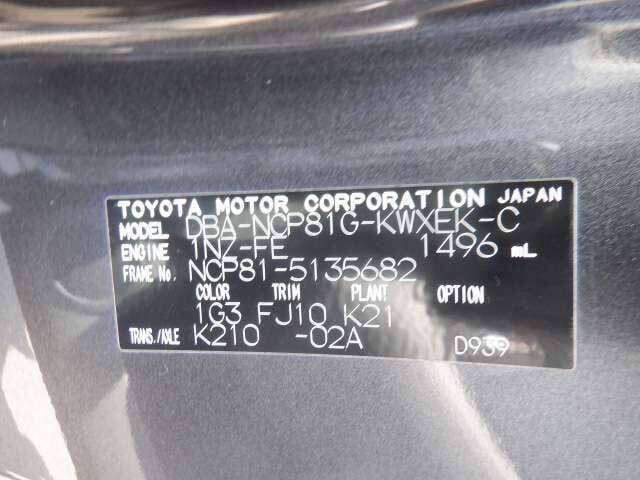 TOYOTA MOTOR CORPORATION JAPAN
MODEL DBA-NCP81G-KWXEK-C
ENGINE 1NZ-FE 1496 mL
FRAME No. NCP81-5135682
COLOR TRIM PLANT OPTION
1G3 FJ10 K21
TRANS./AXLE K210 -02A D939